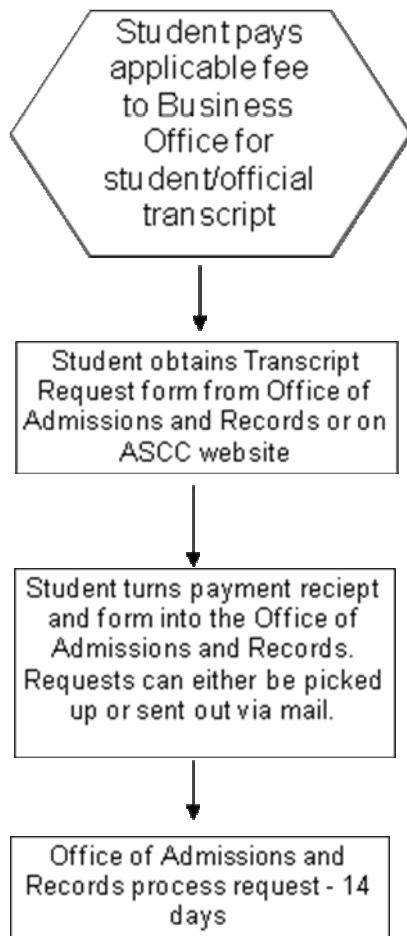 Student pays
applicable fee
to Business
Office for
student/official
transcript
Student obtains Transcript
Request form from Office of
Admissions and Records or on
ASCC website
Student turns payment reciept
and form into the Office of
Admissions and Records.
Requests can either be picked
up or sent out via mail.
Office of Admissions and
Records process request - 14
days